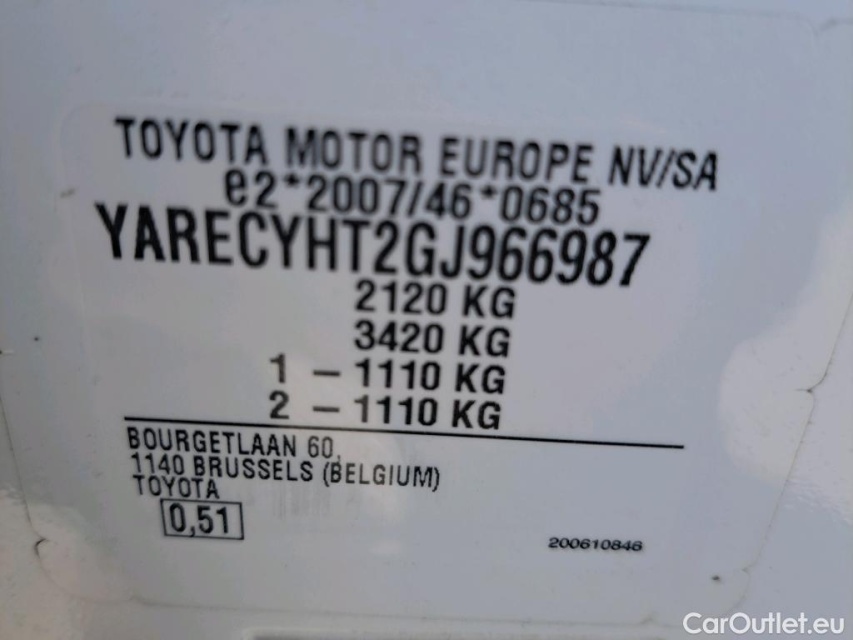 TOYOTA MOTOR EUROPE NV/SA
e2*2007/46*0685
YARECYHT2GJ966987
2120 KG
3420 KG
1 - 1110 KG
2 - 1110 KG
BOURGETLAAN 60,
1140 BRUSSELS (BELGIUM)
TOYOTA
0,51
200610846
CarOutlet.eu